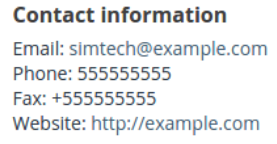 Contact information
Email: simtech@example.com
Phone: 555555555
Fax: +555555555
Website: http://example.com